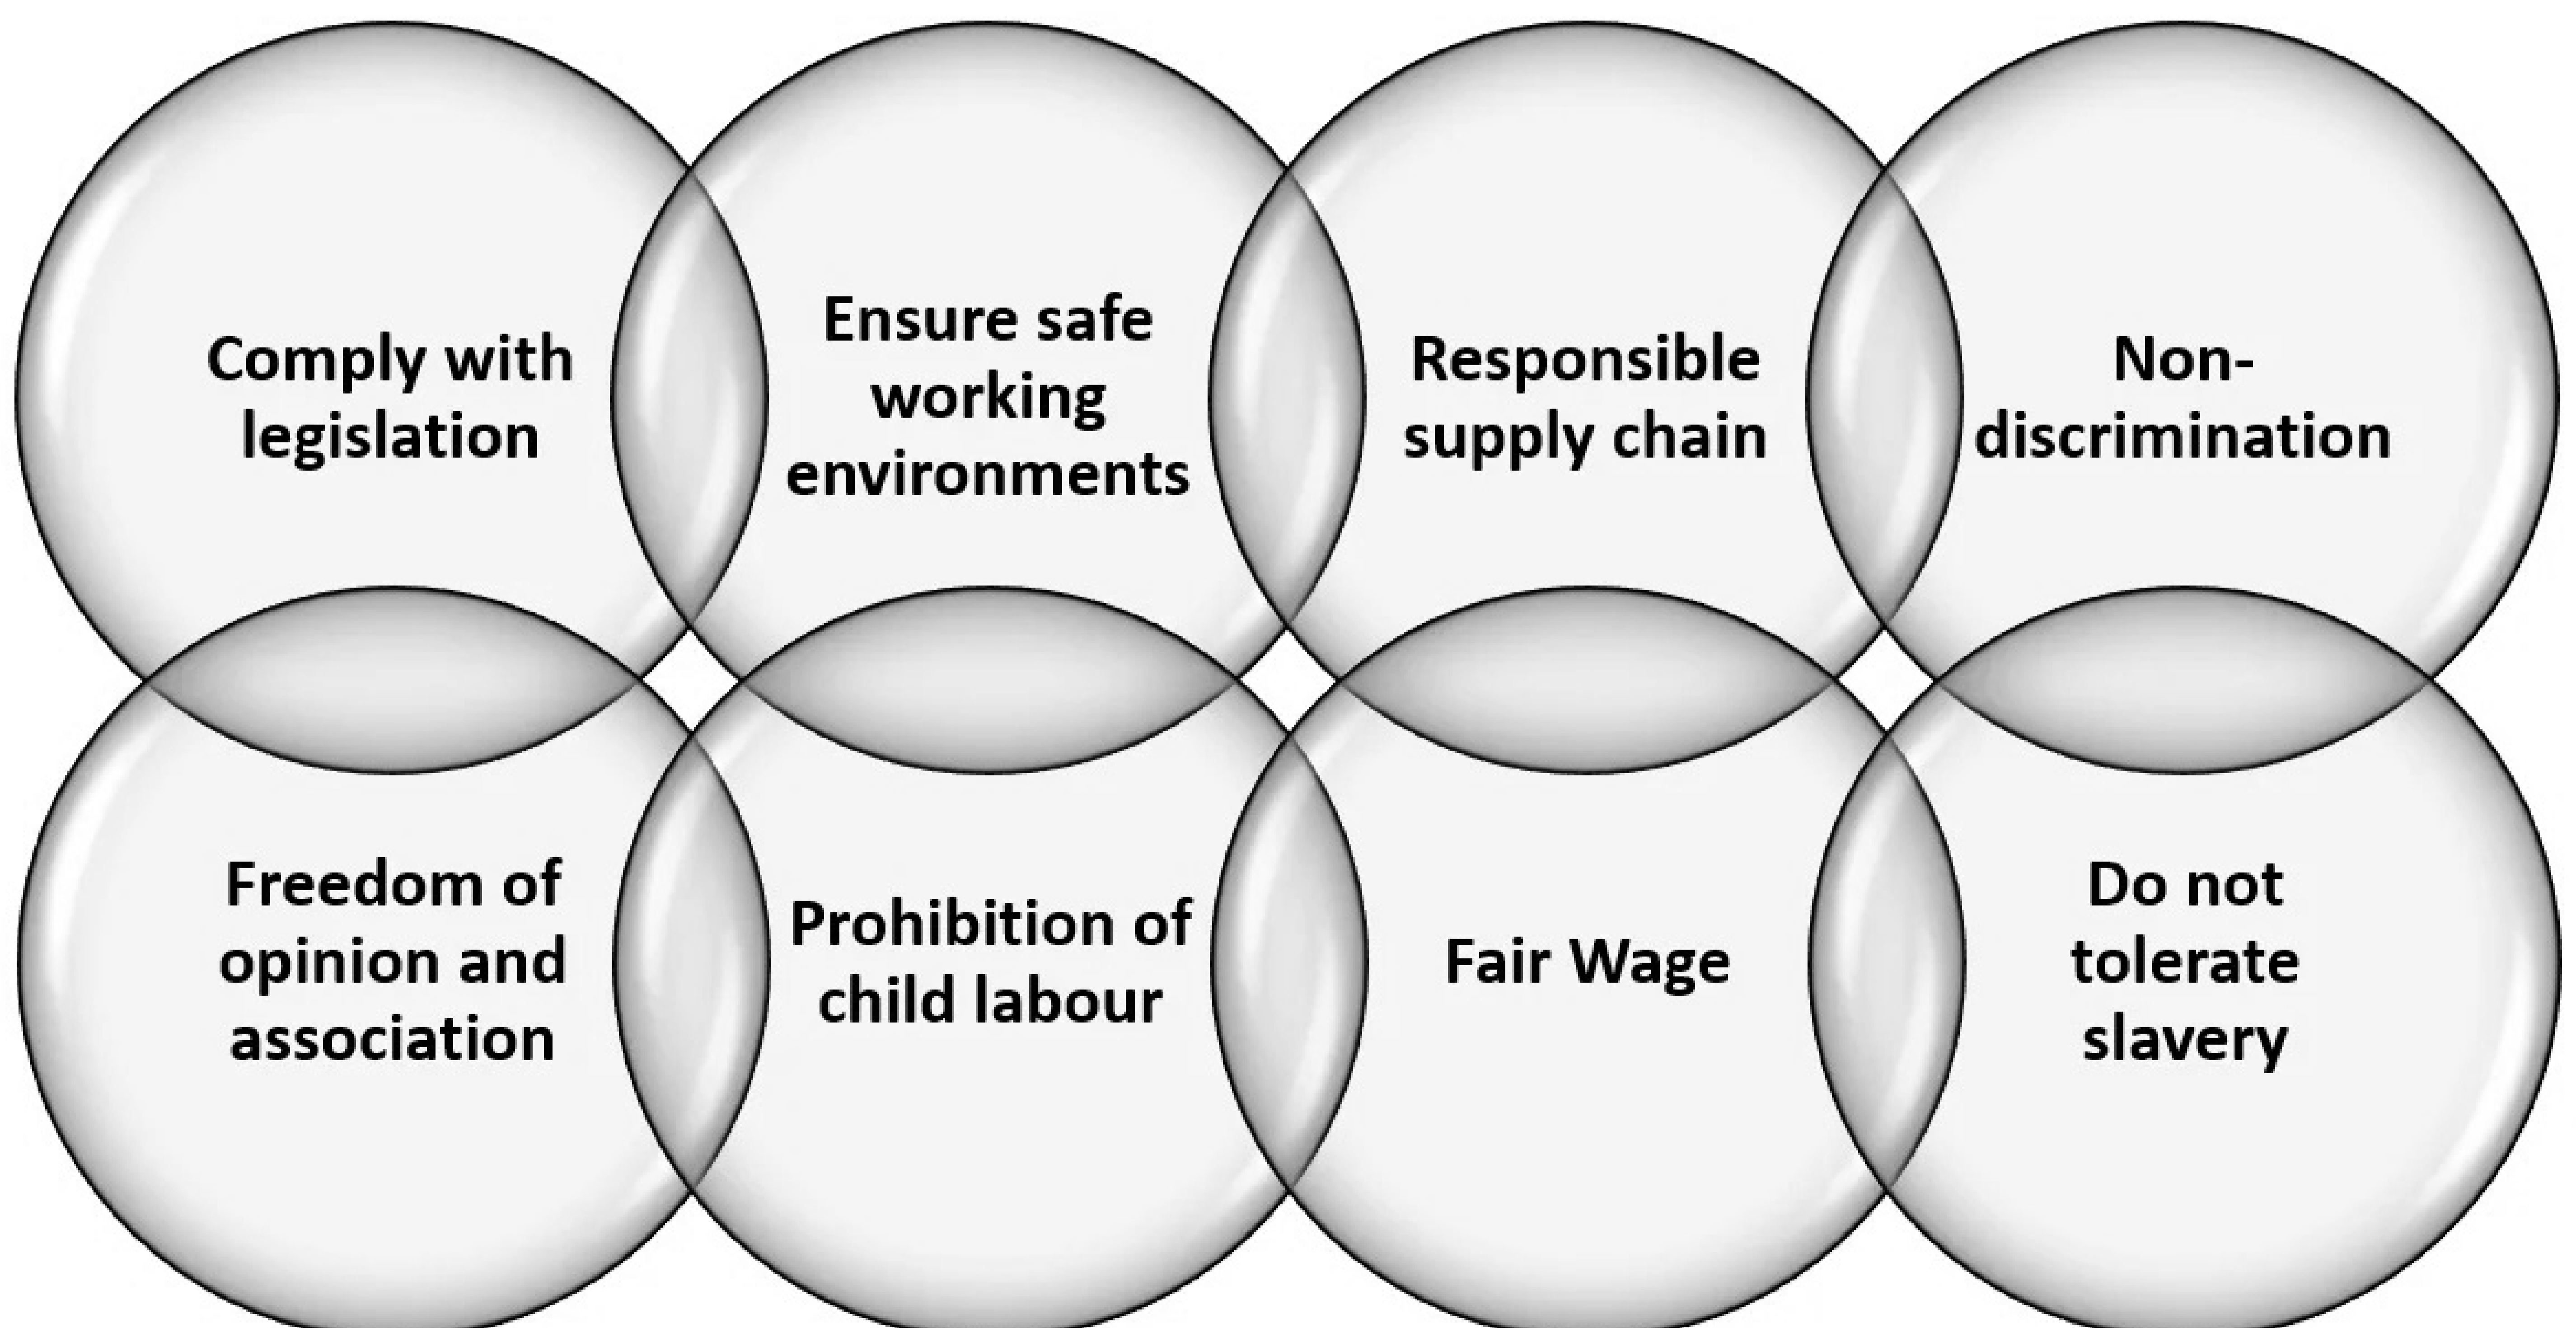 Comply with
legislation
Ensure safe
working
environments
Responsible
supply chain
Non-
discrimination
Freedom of
opinion and
association
Prohibition of
child labour
Fair Wage
Do not
tolerate
slavery